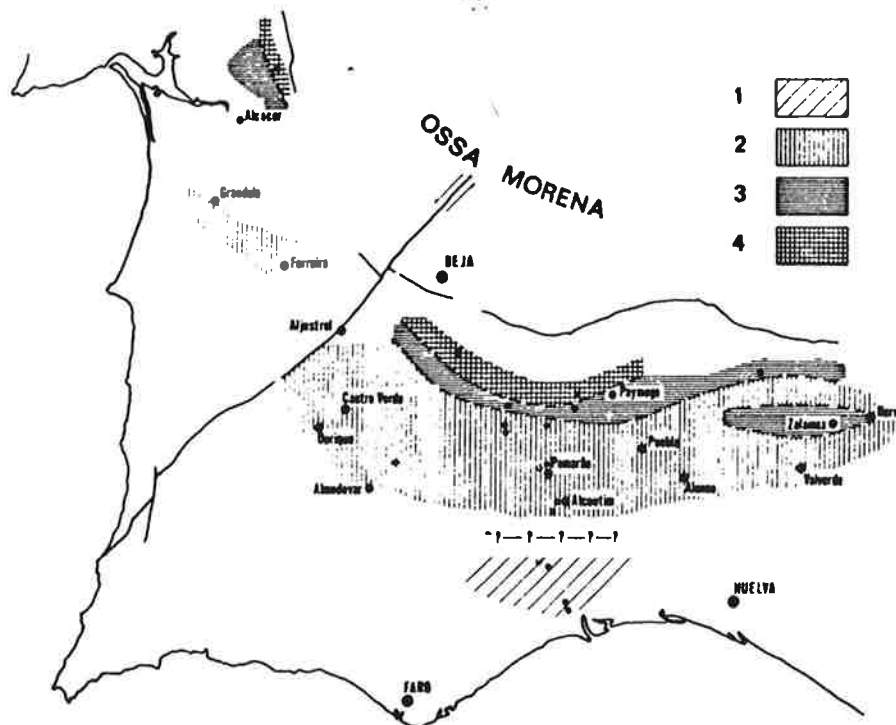 Alcacer
OSSA
MORENA
1
2
3
4
Grandola
Ferreira
BEJA
Aljustrel
Castro Verde
Ourique
Almodovar
Paymogo
Zalamea
Puebla
Pomarão
Alcoutim
Alosno
Valverde
?—?—?—?—?
HUELVA
FARO